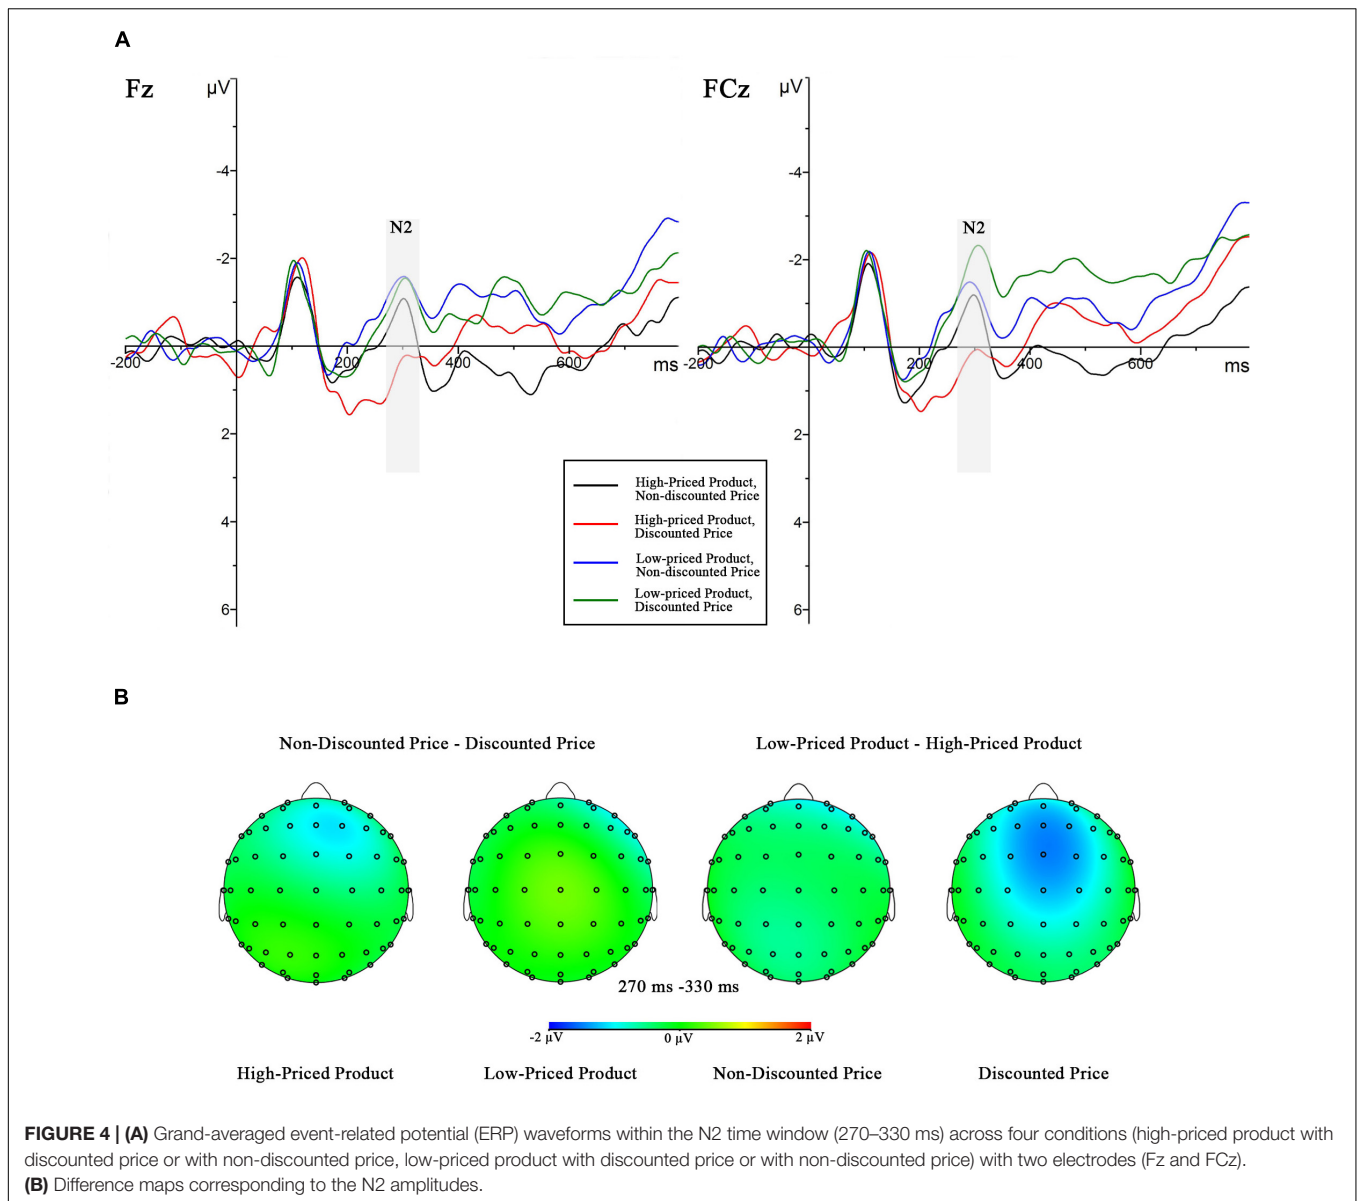 A
Fz
µV
-4
-2
2
4
6
-200
200
400
600
ms
N2
FCz
µV
-4
-2
2
4
6
-200
200
400
600
ms
N2
High-Priced Product,
Non-discounted Price
High-priced Product,
Discounted Price
Low-priced Product,
Non-discounted Price
Low-priced Product,
Discounted Price
B
Non-Discounted Price - Discounted Price
Low-Priced Product - High-Priced Product
270 ms -330 ms
-2 µV
0 µV
2 µV
High-Priced Product
Low-Priced Product
Non-Discounted Price
Discounted Price
FIGURE 4 | (A) Grand-averaged event-related potential (ERP) waveforms within the N2 time window (270–330 ms) across four conditions (high-priced product with
discounted price or with non-discounted price, low-priced product with discounted price or with non-discounted price) with two electrodes (Fz and FCz).
(B) Difference maps corresponding to the N2 amplitudes.